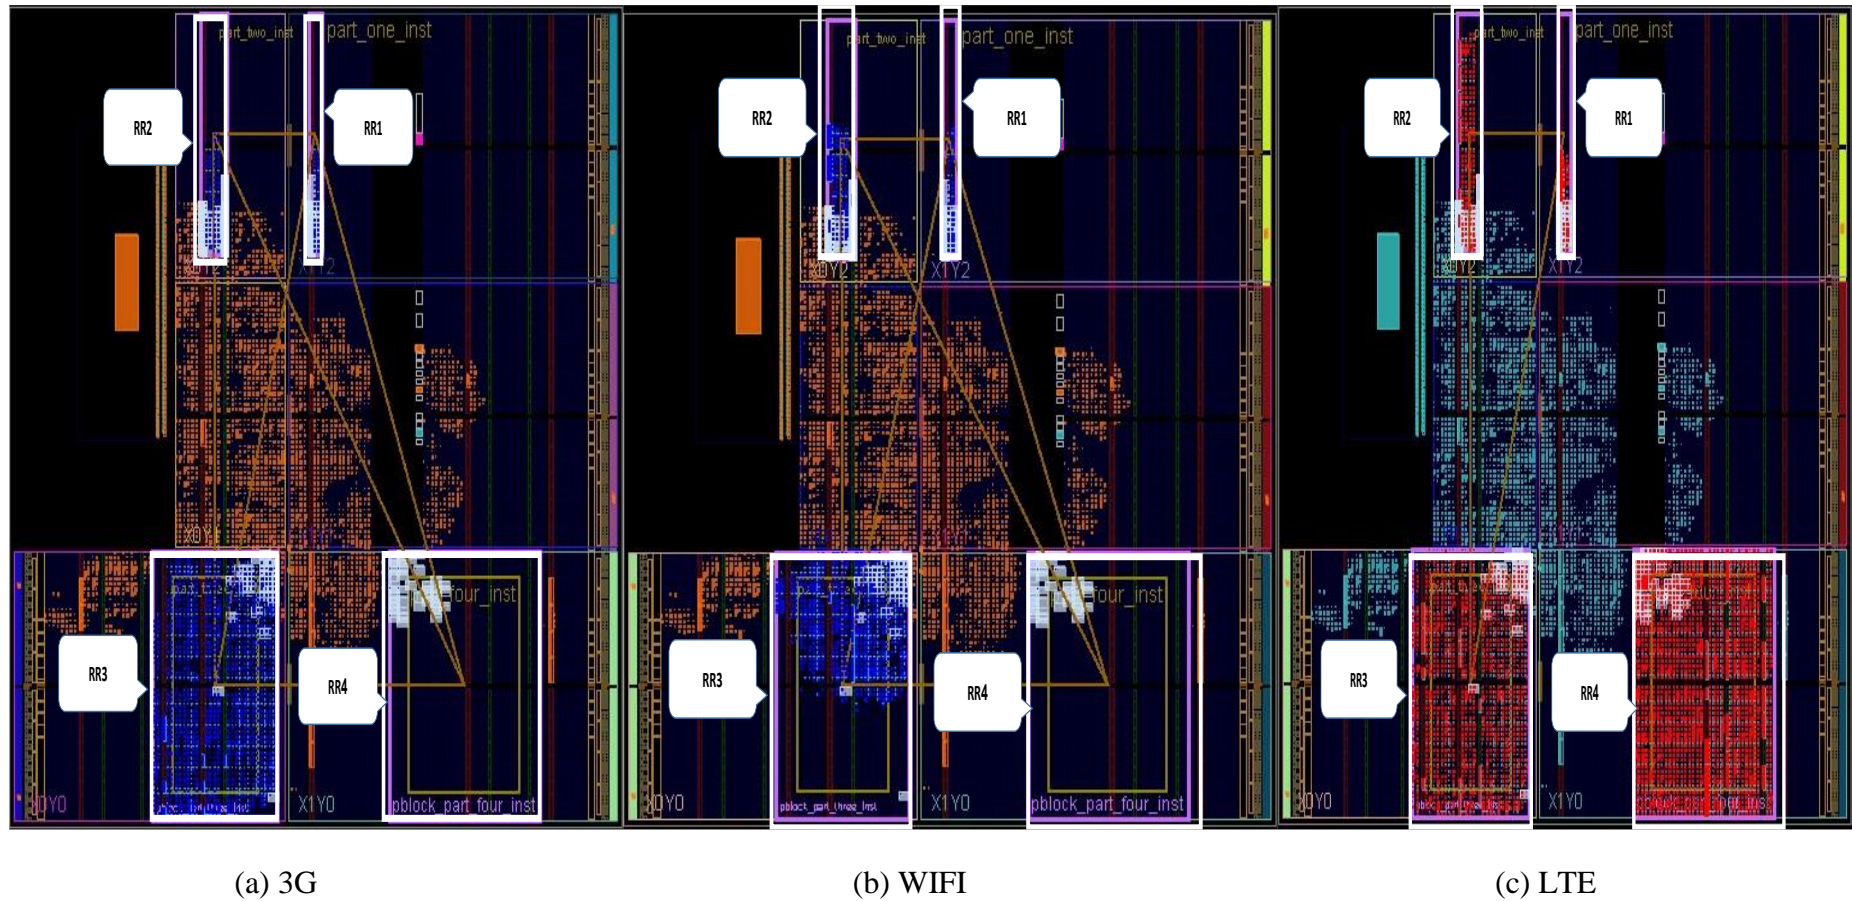 part_two_inst
part_one_inst
RR2
RR1
X0Y2
X0Y1
RR3
RR4
four_inst
X0Y0
X1Y0
pblock_part_four_inst
(a) 3G
part_two_inst
part_one_inst
RR2
RR1
X0Y2
X1Y2
RR3
RR4
four_inst
X0Y0
pblock_part_three_inst
X1Y0
pblock_part_four_inst
(b) WIFI
part_two_inst
part_one_inst
RR2
RR1
X0Y2
X1Y2
RR3
RR4
X0Y0
pblock_part_three_inst
X1Y0
pblock_part_four_inst
(c) LTE